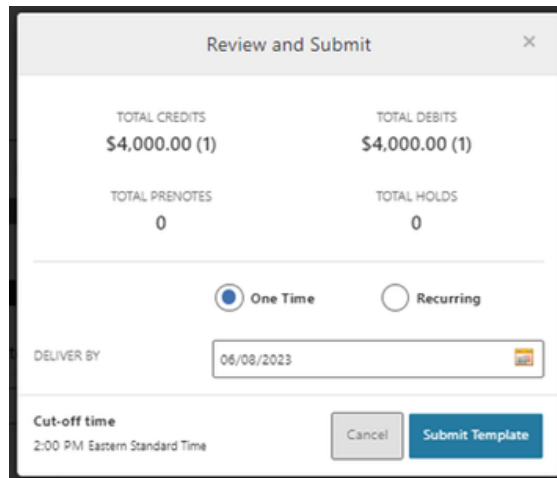 Review and Submit
TOTAL CREDITS
$4,000.00 (1)
TOTAL DEBITS
$4,000.00 (1)
TOTAL PRENOTES
0
TOTAL HOLDS
0
One Time
Recurring
DELIVER BY
06/08/2023
Cut-off time
2:00 PM Eastern Standard Time
Cancel
Submit Template